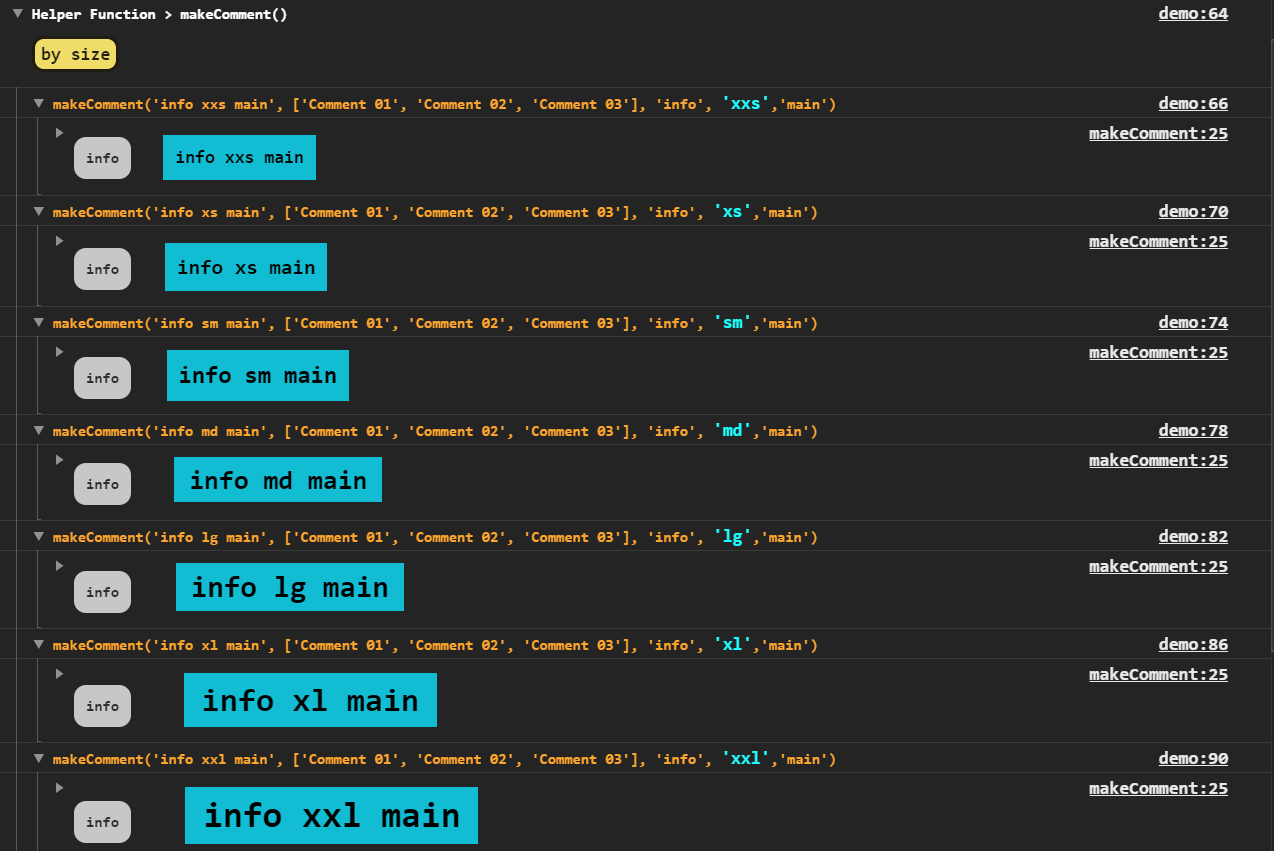 Helper Function > makeComment() demo:64
by size
makeComment('info xxs main', ['Comment 01', 'Comment 02', 'Comment 03'], 'info', 'xxs','main') demo:66
makeComment:25
info info xxs main
makeComment('info xs main', ['Comment 01', 'Comment 02', 'Comment 03'], 'info', 'xs','main') demo:70
makeComment:25
info info xs main
makeComment('info sm main', ['Comment 01', 'Comment 02', 'Comment 03'], 'info', 'sm','main') demo:74
makeComment:25
info info sm main
makeComment('info md main', ['Comment 01', 'Comment 02', 'Comment 03'], 'info', 'md','main') demo:78
makeComment:25
info info md main
makeComment('info lg main', ['Comment 01', 'Comment 02', 'Comment 03'], 'info', 'lg','main') demo:82
makeComment:25
info info lg main
makeComment('info xl main', ['Comment 01', 'Comment 02', 'Comment 03'], 'info', 'xl','main') demo:86
makeComment:25
info info xl main
makeComment('info xxl main', ['Comment 01', 'Comment 02', 'Comment 03'], 'info', 'xxl','main') demo:90
makeComment:25
info info xxl main